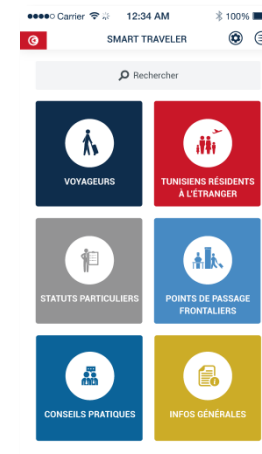 Carrier 12:34 AM 100%
SMART TRAVELER
Rechercher
VOYAGEURS
TUNISIENS RÉSIDENTS
À L'ÉTRANGER
STATUTS PARTICULIERS
POINTS DE PASSAGE
FRONTALIERS
CONSEILS PRATIQUES
INFOS GÉNÉRALES